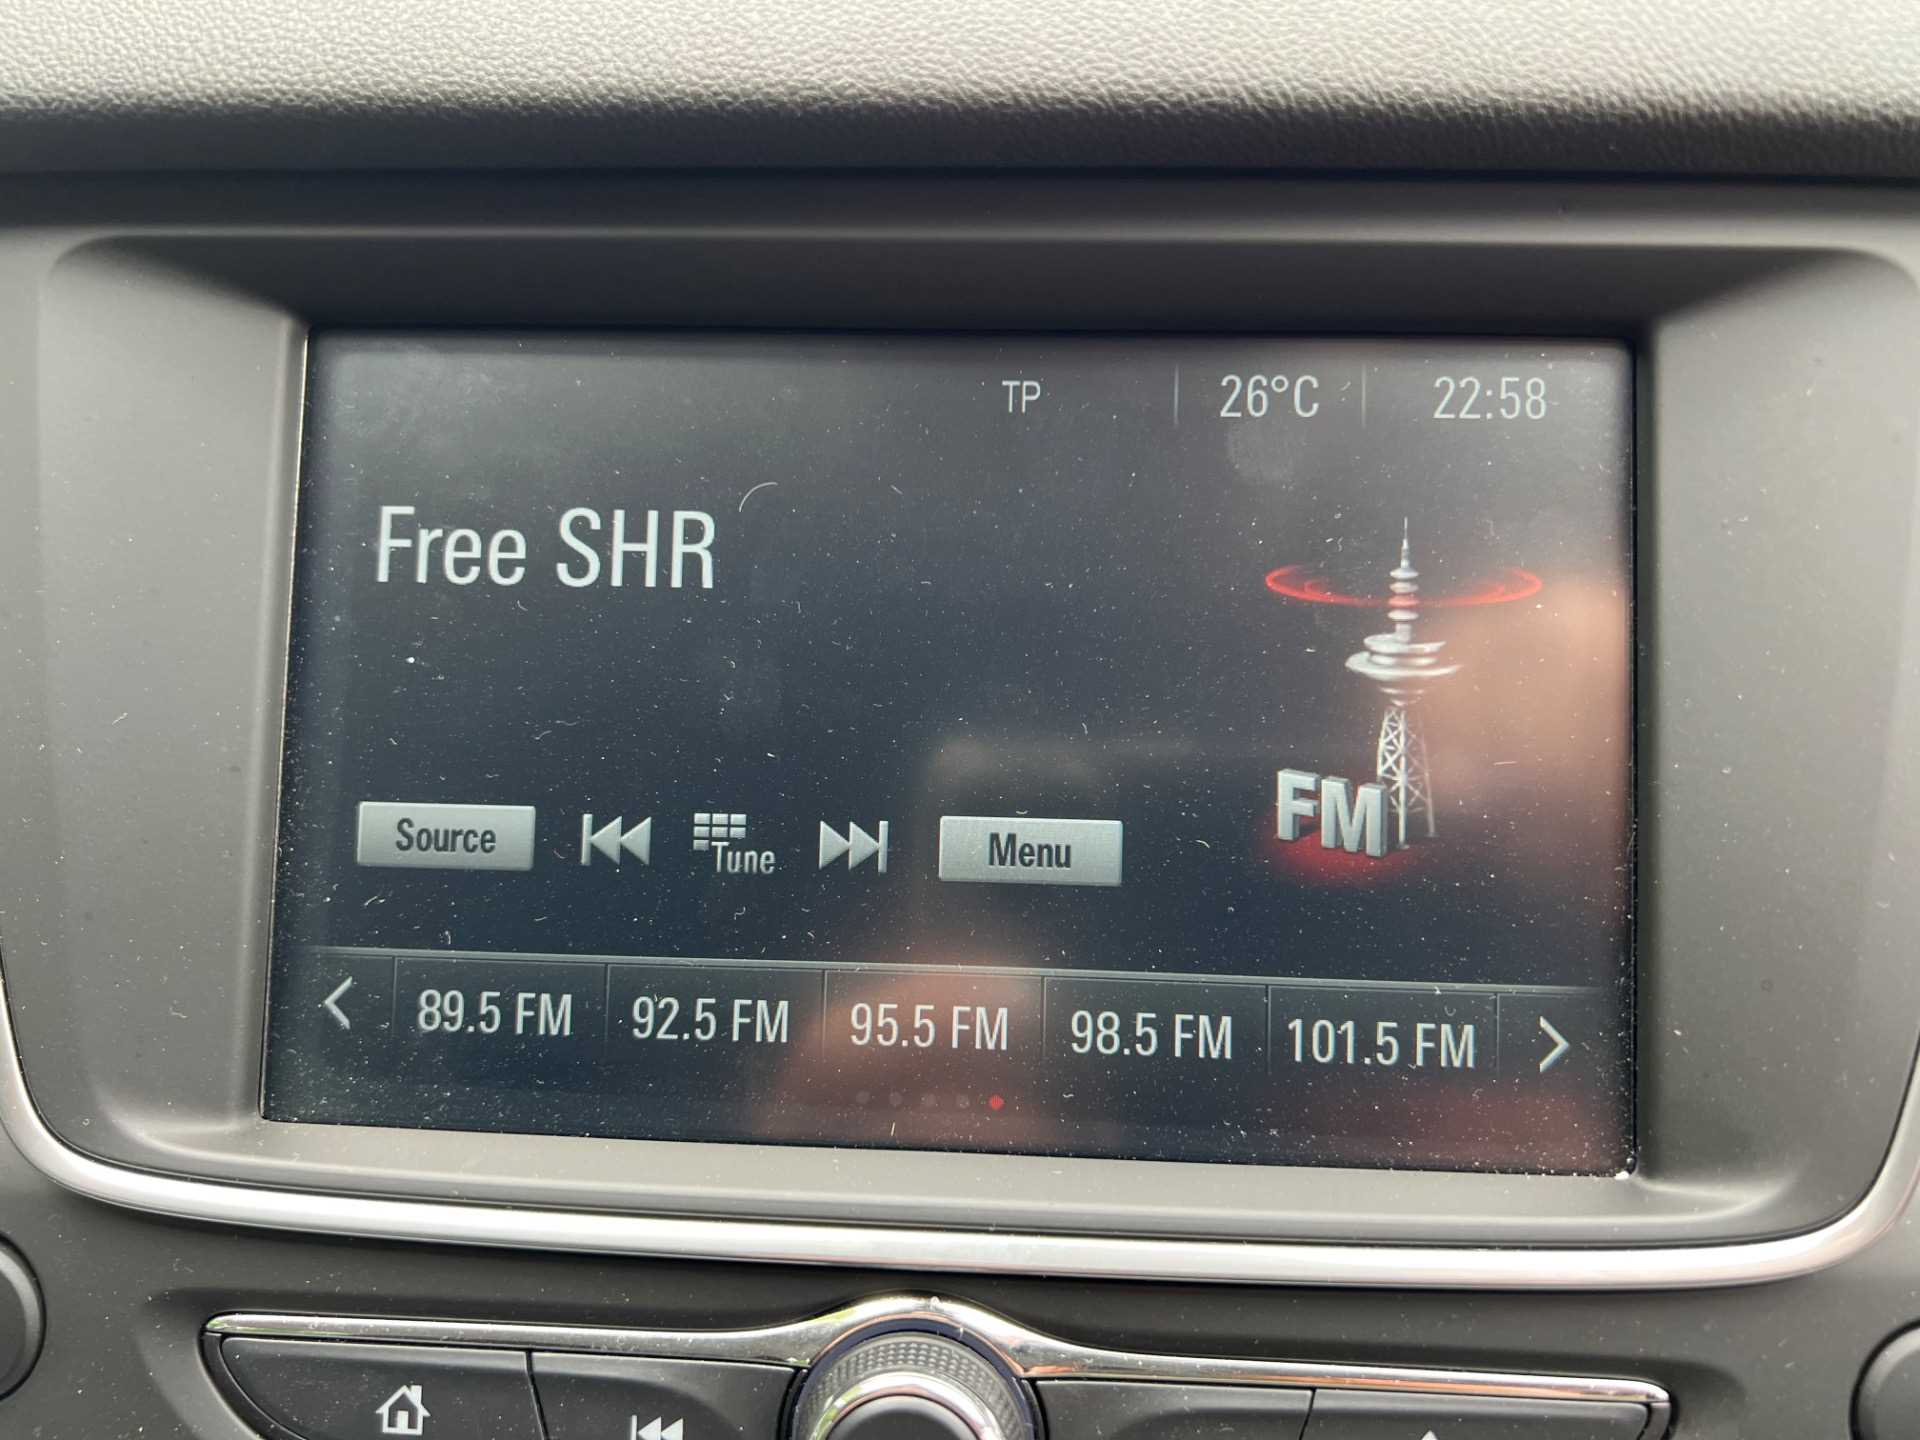 TP 26°C 22:58
Free SHR
FM
Source Tune Menu
89.5 FM 92.5 FM 95.5 FM 98.5 FM 101.5 FM